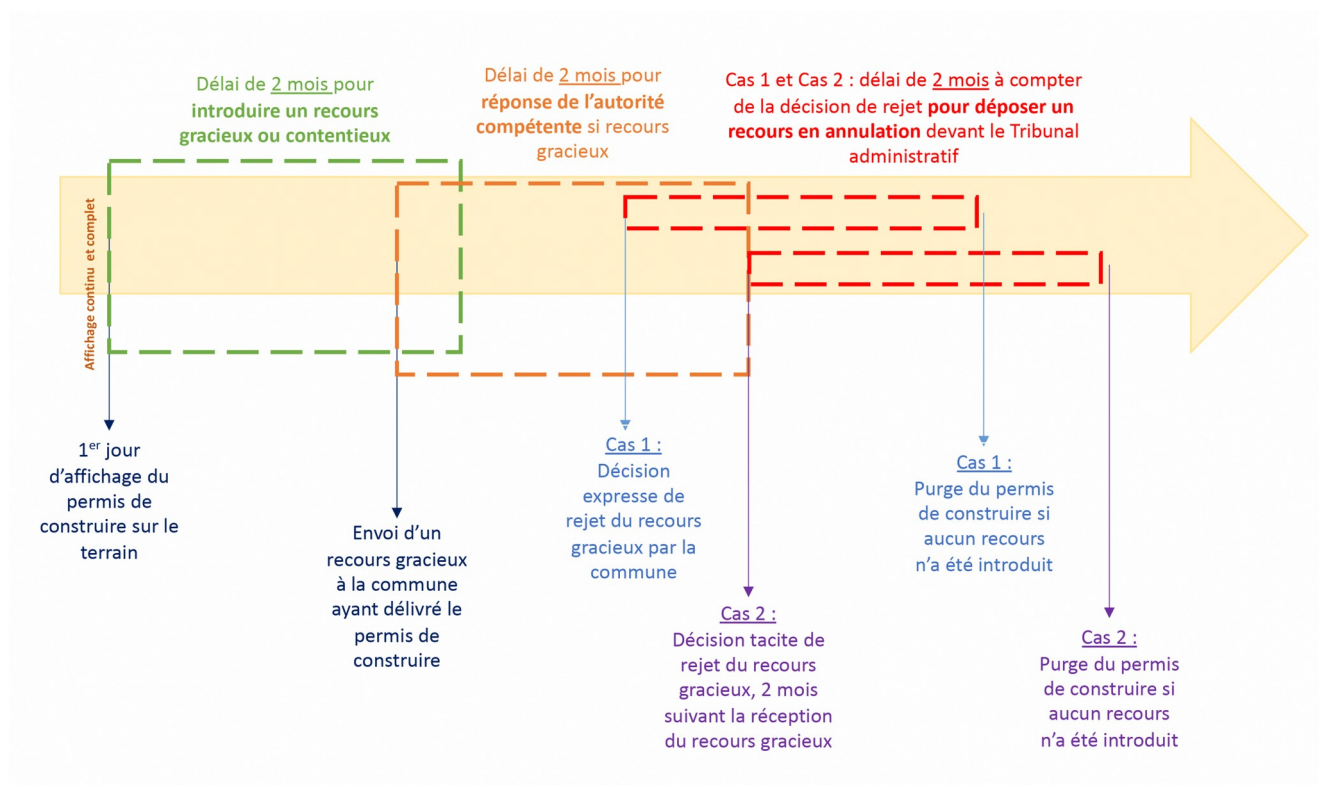 Délai de 2 mois pour
introduire un recours
gracieux ou contentieux
Délai de 2 mois pour
réponse de l'autorité
compétente si recours
gracieux
Cas 1 et Cas 2 : délai de 2 mois à compter
de la décision de rejet pour déposer un
recours en annulation devant le Tribunal
administratif
Affichage continu et complet
1er jour
d'affichage du
permis de
construire sur le
terrain
Envoi d'un
recours gracieux
à la commune
ayant délivré le
permis de
construire
Cas 1 :
Décision
expresse de
rejet du recours
gracieux par la
commune
Cas 2 :
Décision tacite de
rejet du recours
gracieux, 2 mois
suivant la réception
du recours gracieux
Cas 1 :
Purge du permis
de construire si
aucun recours
n'a été introduit
Cas 2 :
Purge du permis
de construire si
aucun recours
n'a été introduit